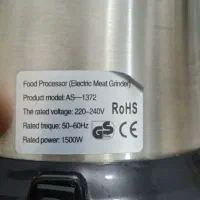 Food Processor (Electric Meat Grinder)
Product model: AS—1372
The rated voltage: 220-240V
RoHS
Rated freque: 50-60Hz
GS CE
Rated power: 1500W